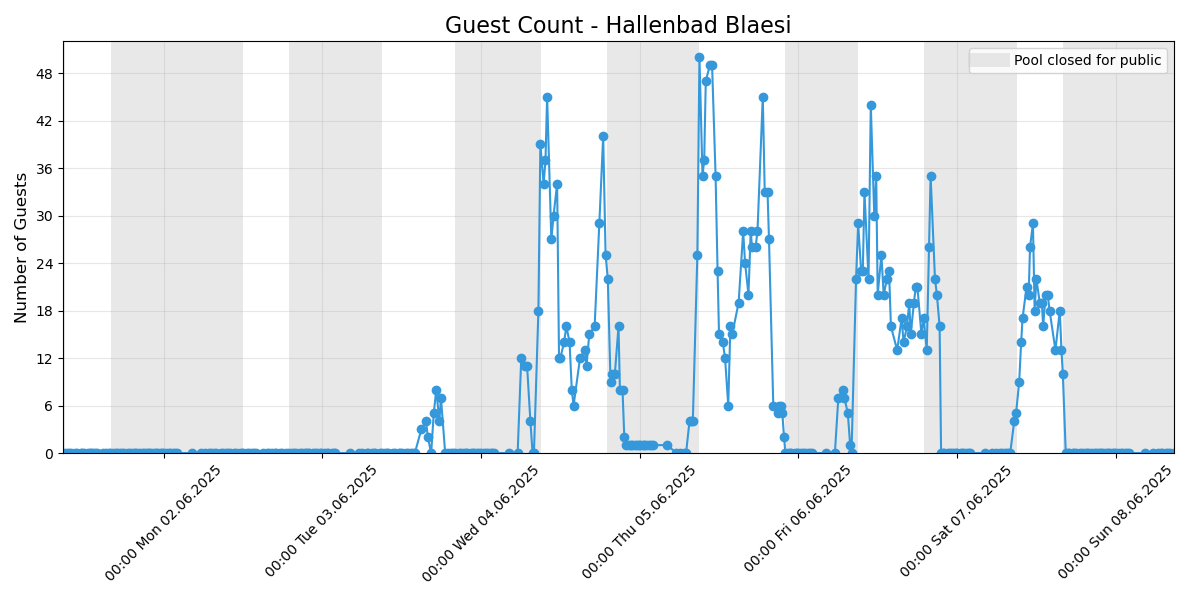 Guest Count - Hallenbad Blaesi
Pool closed for public
Number of Guests
48
42
36
30
24
18
12
6
0
00:00 Mon 02.06.2025
00:00 Tue 03.06.2025
00:00 Wed 04.06.2025
00:00 Thu 05.06.2025
00:00 Fri 06.06.2025
00:00 Sat 07.06.2025
00:00 Sun 08.06.2025